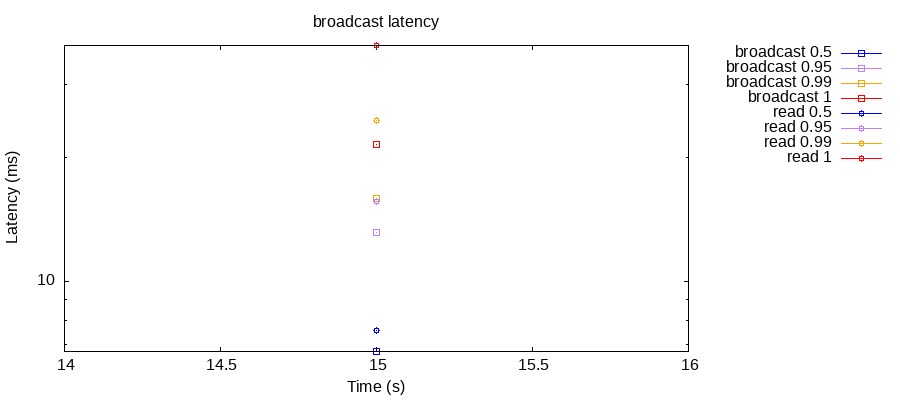 broadcast latency
broadcast 0.5
broadcast 0.95
broadcast 0.99
broadcast 1
read 0.5
read 0.95
read 0.99
read 1
Latency (ms)
10
14
14.5
15
15.5
16
Time (s)